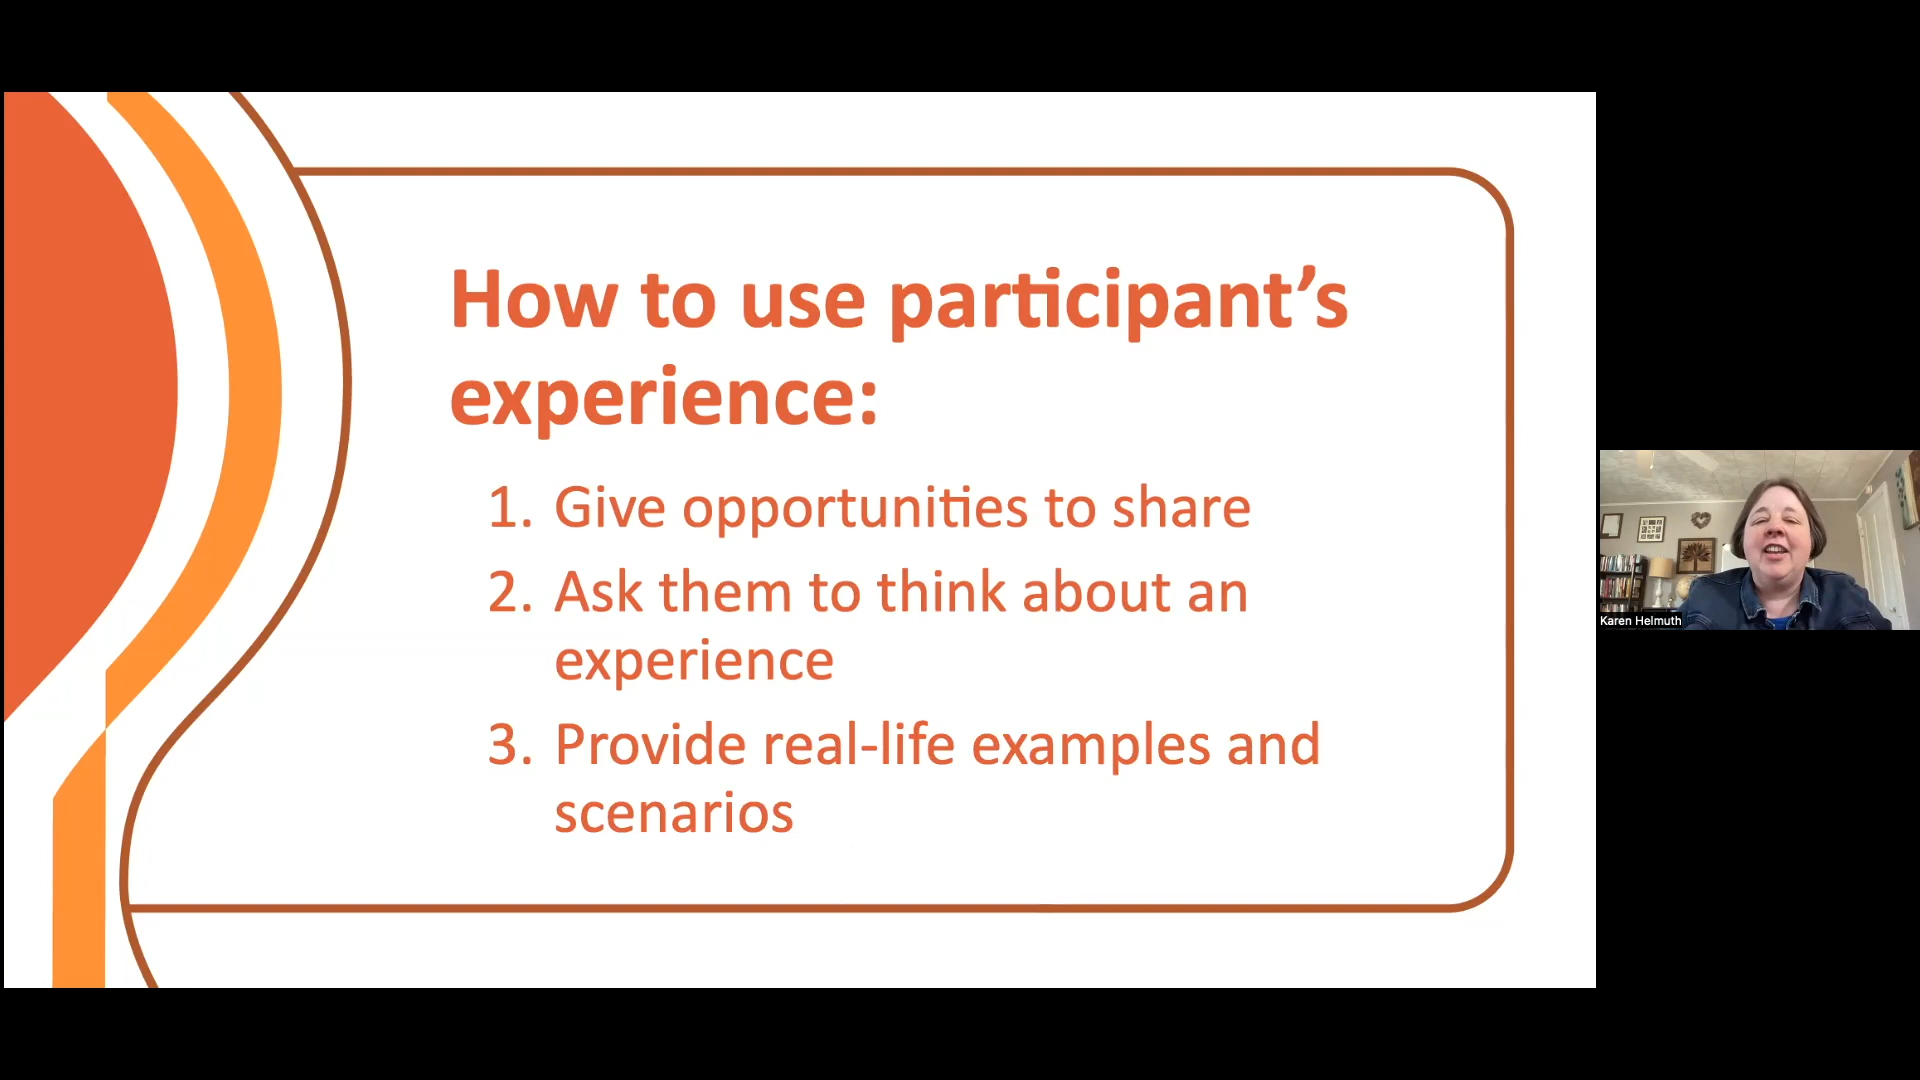 How to use participant’s
experience:
1. Give opportunities to share
2. Ask them to think about an
experience
3. Provide real-life examples and
scenarios
Karen Helmuth